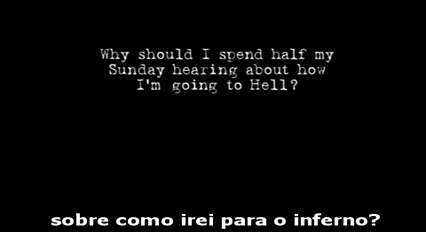 Why should I spend half my
Sunday hearing about how
I'm going to Hell?
sobre como irei para o inferno?